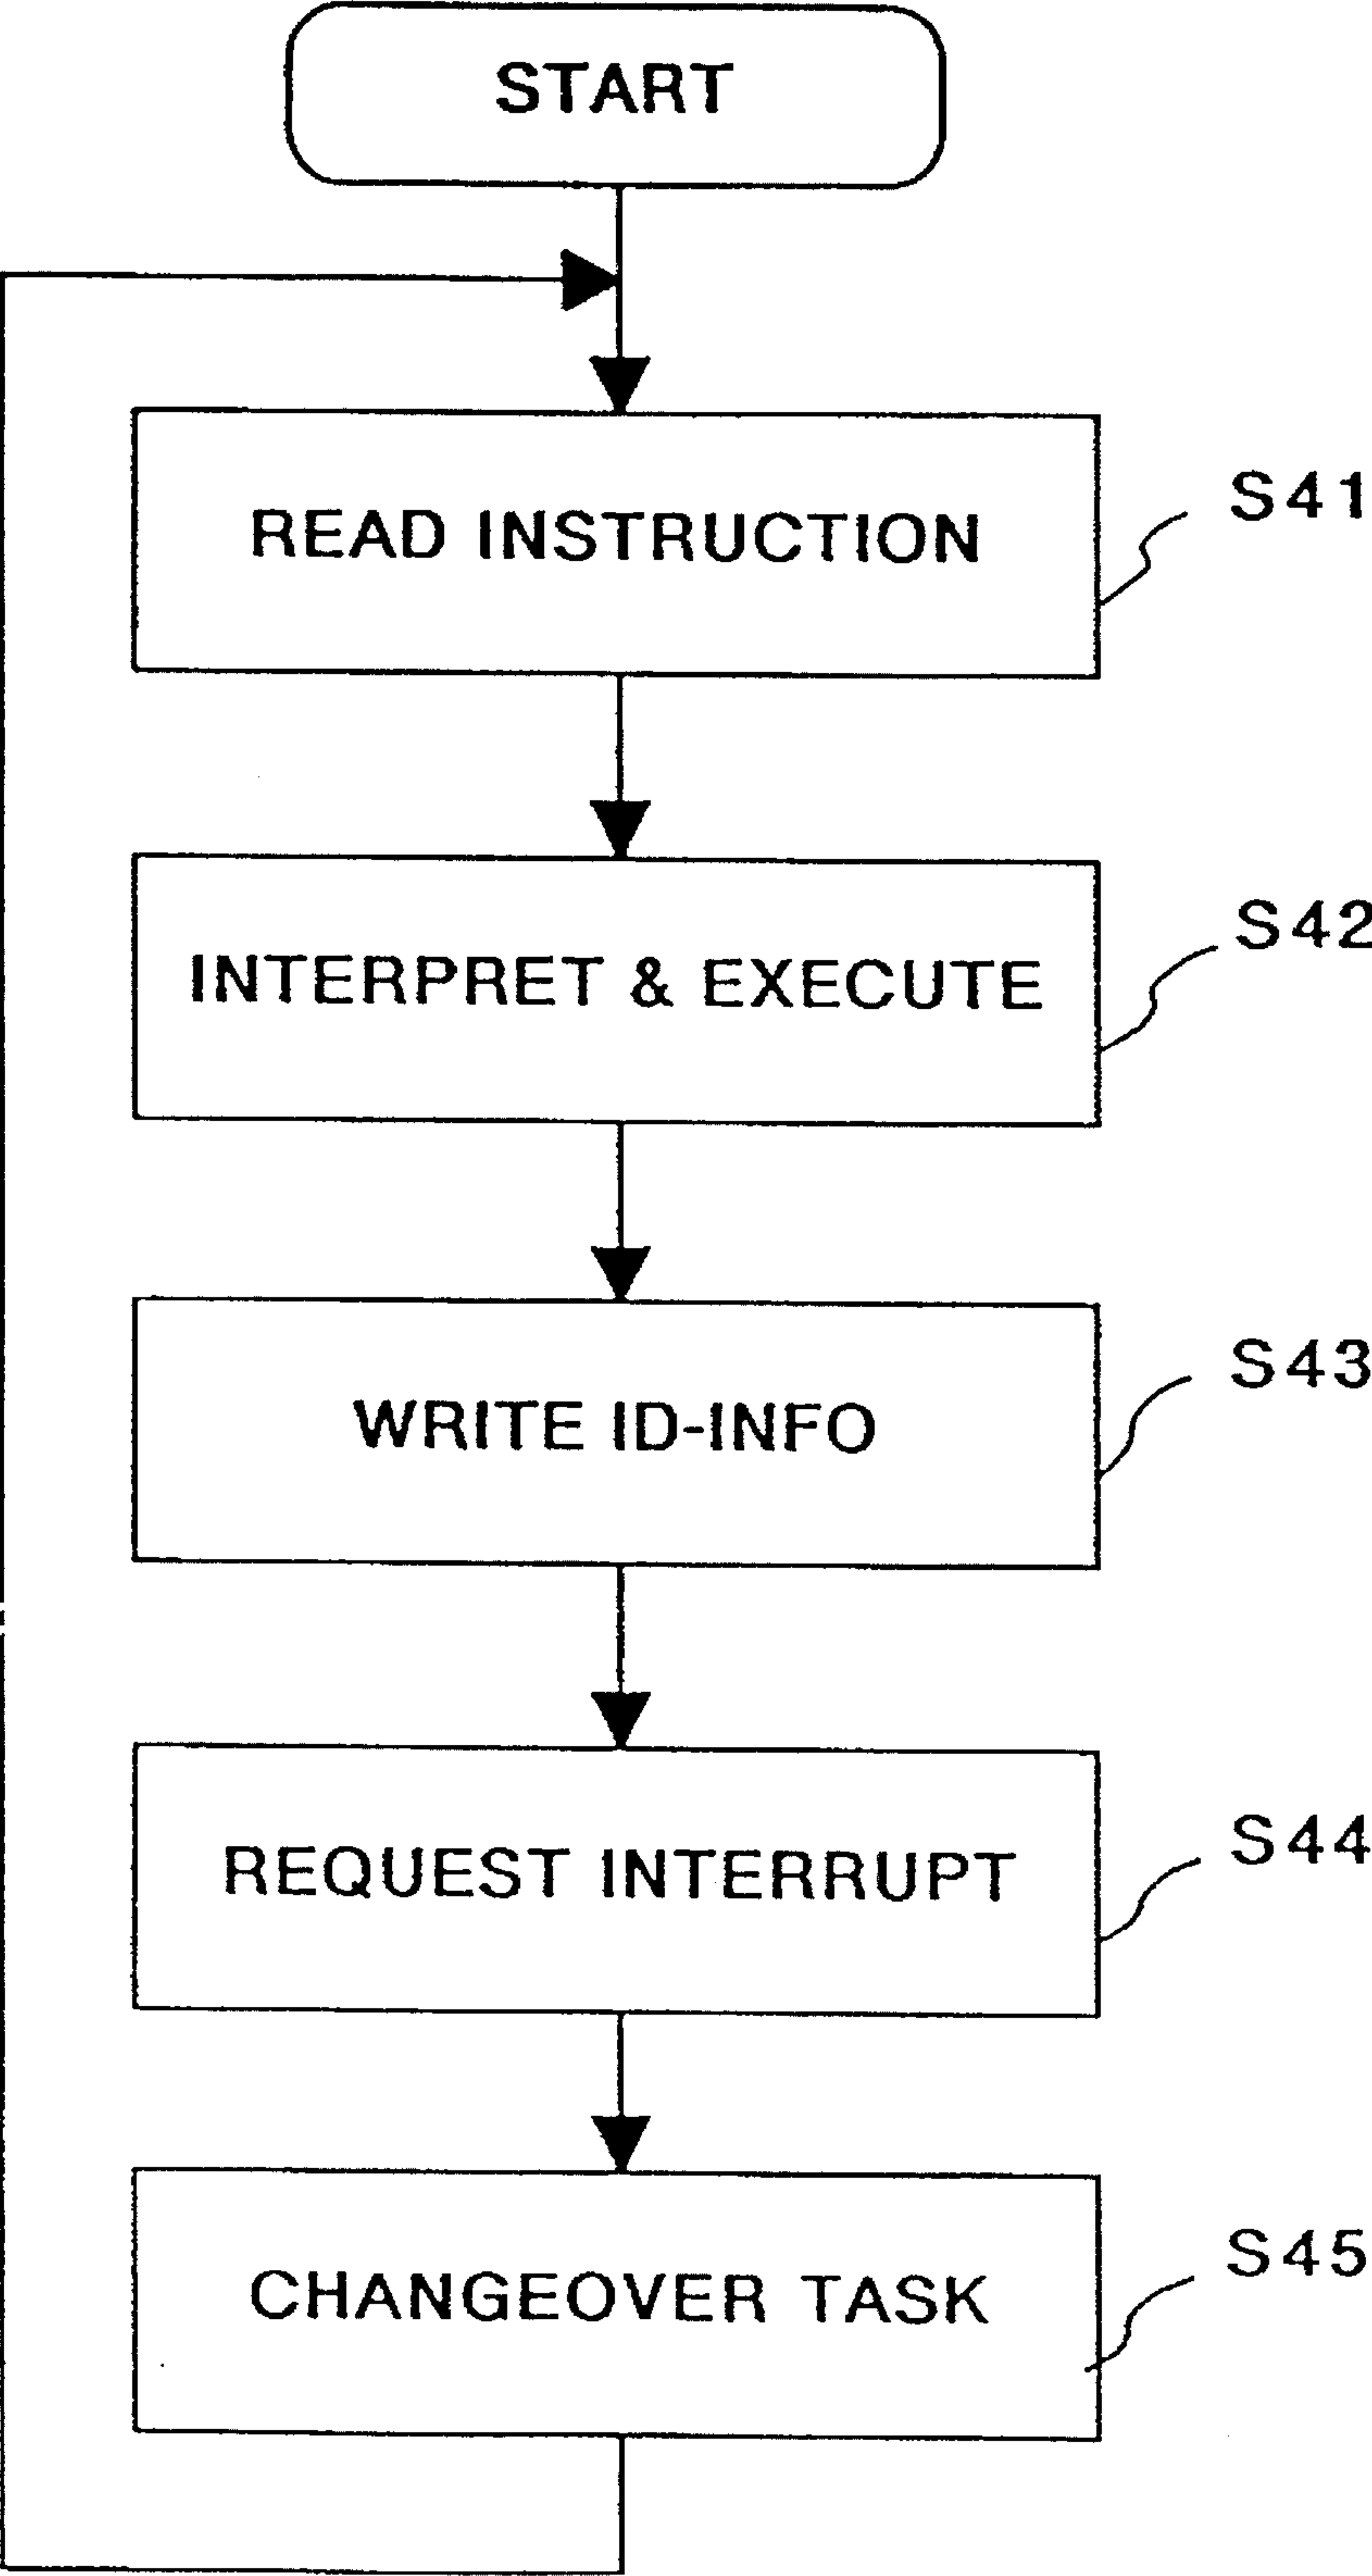 START
READ INSTRUCTION
S41
INTERPRET & EXECUTE
S42
WRITE ID-INFO
S43
REQUEST INTERRUPT
S44
CHANGEOVER TASK
S45